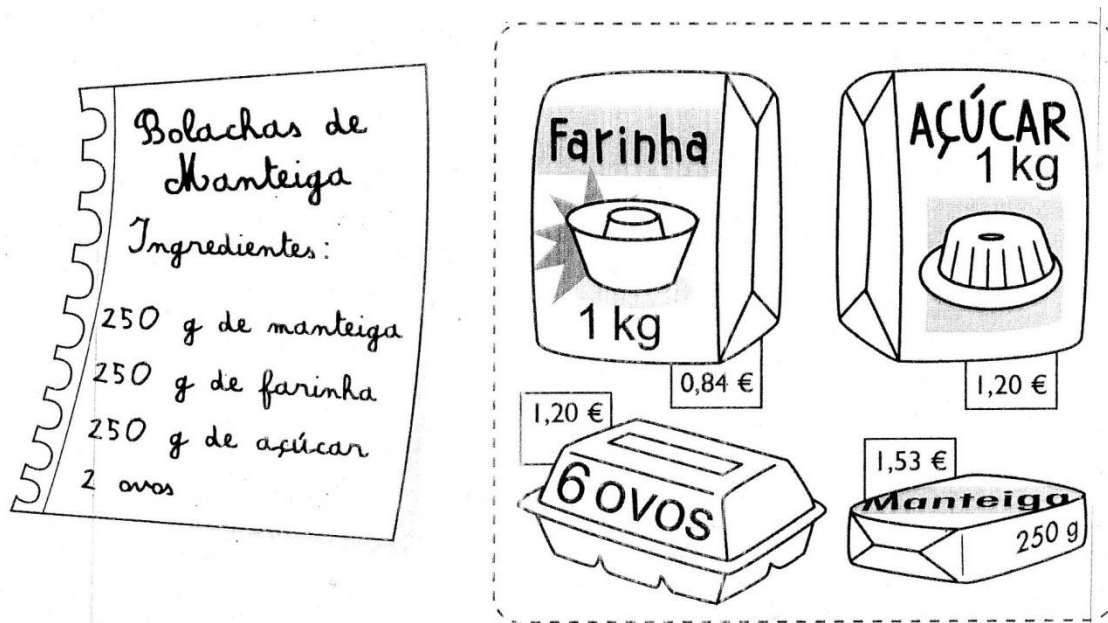 Bolachas de
Manteiga
Ingredientes:
250 g de manteiga
250 g de farinha
250 g de açúcar
2 ovos
Farinha
1 kg
0,84 €
AÇÚCAR
1 kg
1,20 €
1,20 €
6 OVOS
1,53 €
Manteiga
250 g